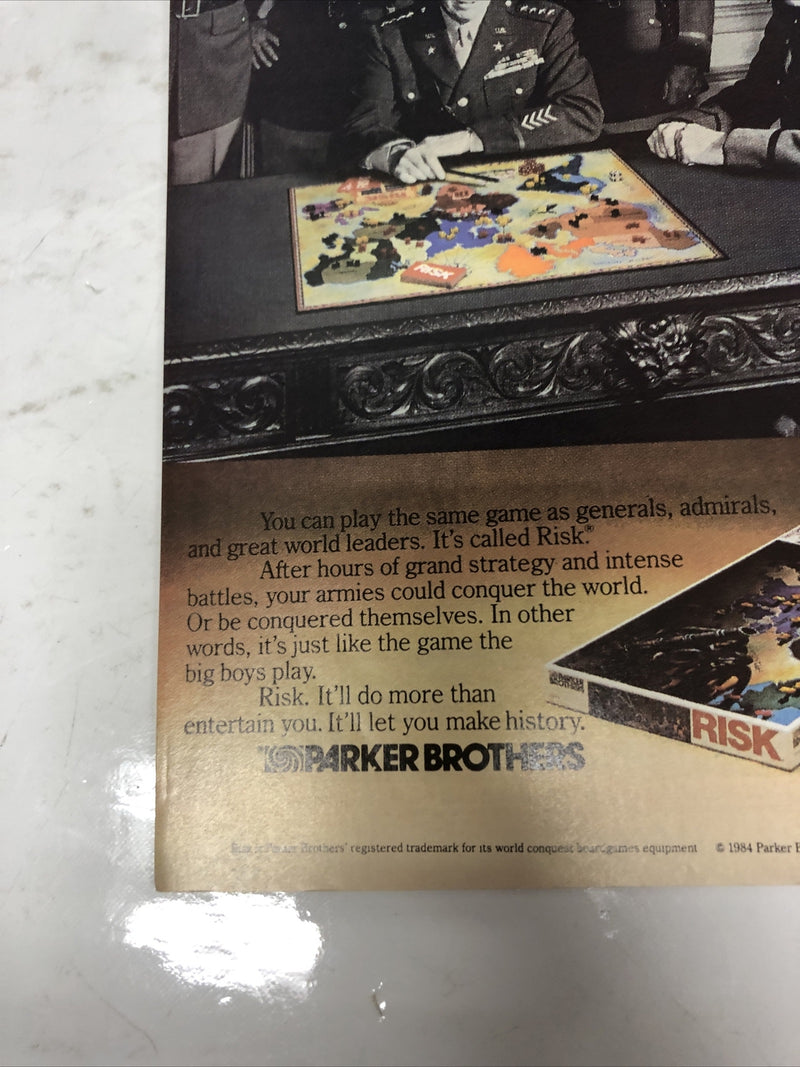 RISK
You can play the same game as generals, admirals,
and great world leaders. It's called Risk.®
After hours of grand strategy and intense
battles, your armies could conquer the world.
Or be conquered themselves. In other
words, it's just like the game the
big boys play.
Risk. It'll do more than
entertain you. It'll let you make history.
RISK
PARKER BROTHERS
Brothers' registered trademark for its world conquest boardgames equipment © 1984 Parker